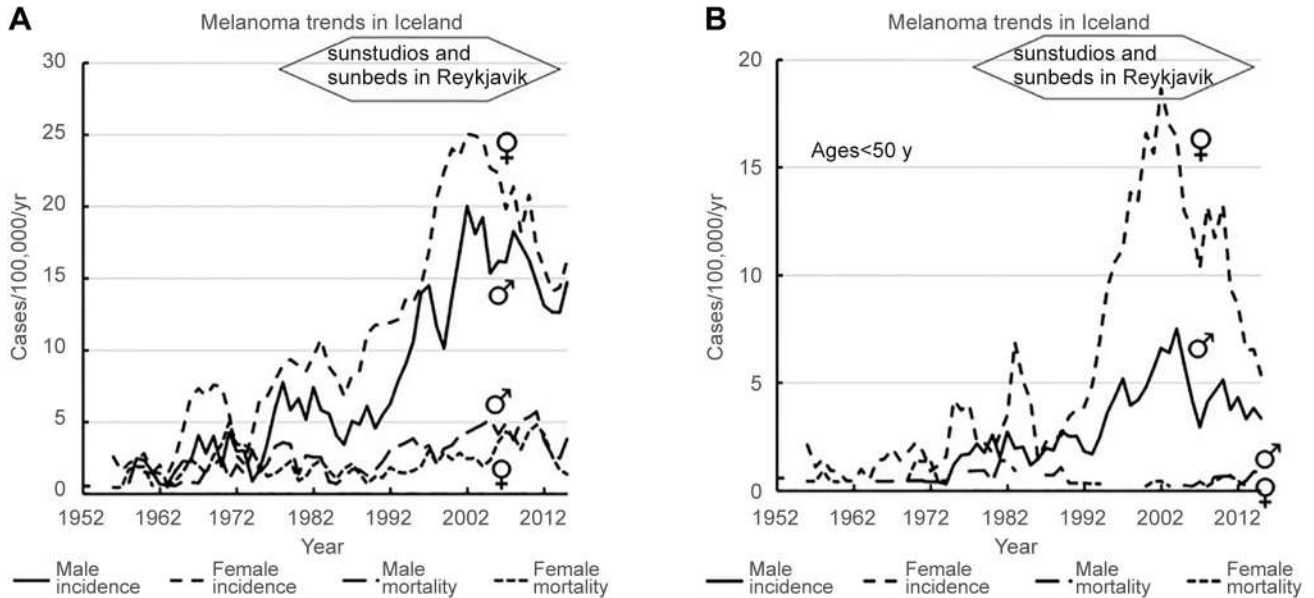 A
Melanoma trends in Iceland
sunstudios and
sunbeds in Reykjavik
30
25
20
15
10
5
0
Cases/100,000/yr
1952 1962 1972 1982 1992 2002 2012
Year
Male incidence
Female incidence
Male mortality
Female mortality
B
Melanoma trends in Iceland
sunstudios and
sunbeds in Reykjavik
Ages<50 y
20
15
10
5
0
Cases/100,000/yr
1952 1962 1972 1982 1992 2002 2012
Year
Male incidence
Female incidence
Male mortality
Female mortality